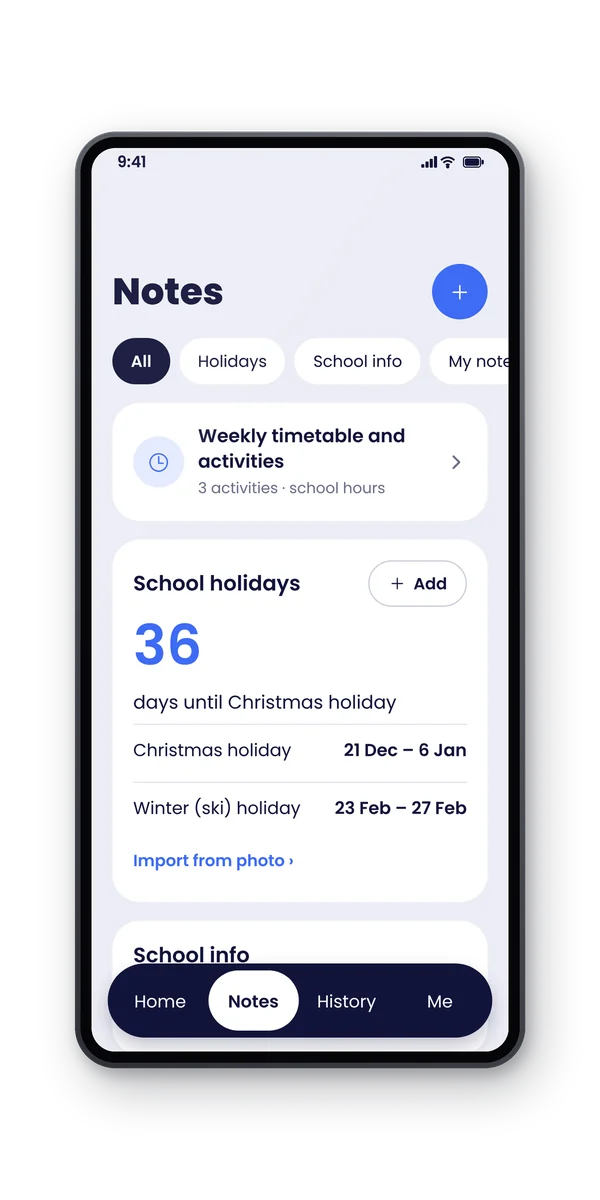 9:41
Notes
+
All
Holidays
School info
My note
Weekly timetable and
activities
3 activities · school hours
School holidays
+ Add
36
days until Christmas holiday
Christmas holiday 21 Dec – 6 Jan
Winter (ski) holiday 23 Feb – 27 Feb
Import from photo ›
School info
Home
Notes
History
Me